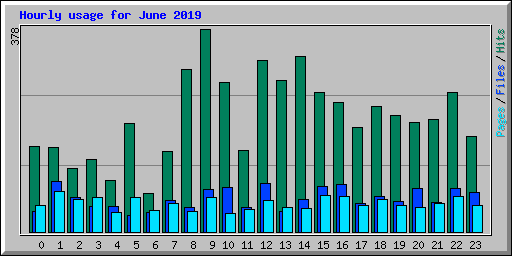 Hourly usage for June 2019
378
Pages/Files/Hits
0 1 2 3 4 5 6 7 8 9 10 11 12 13 14 15 16 17 18 19 20 21 22 23